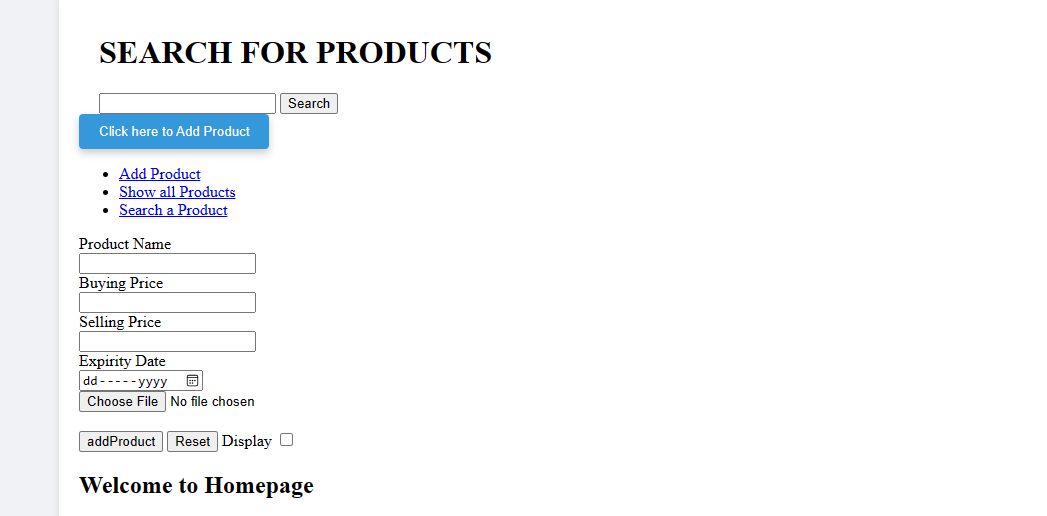 SEARCH FOR PRODUCTS
Search
Click here to Add Product
Add Product
Show all Products
Search a Product
Product Name
Buying Price
Selling Price
Expirity Date
dd-----yyyy
Choose File No file chosen
addProduct Reset Display
Welcome to Homepage